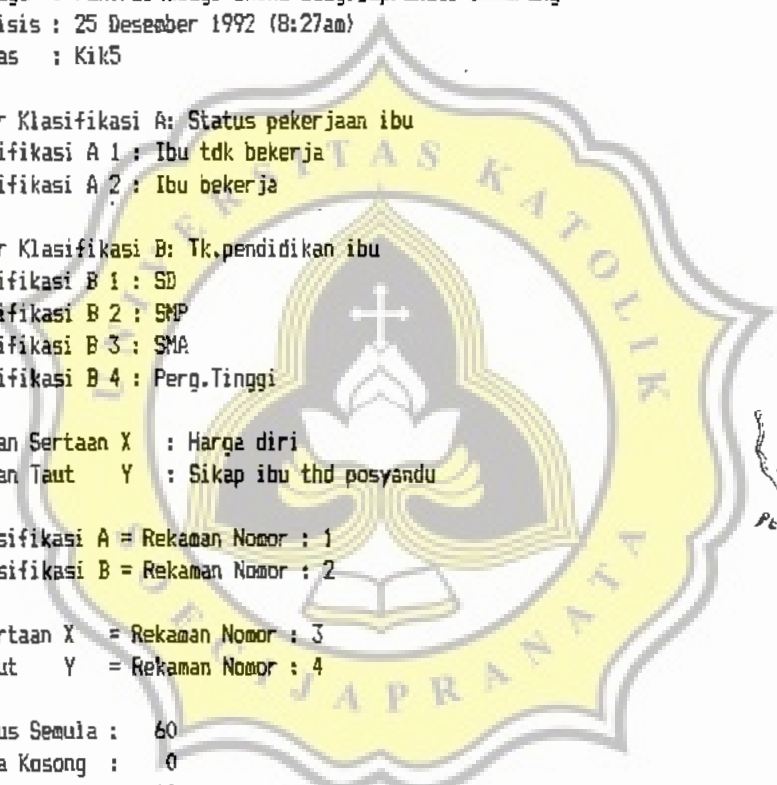 isis : 25 Desember 1992 (8:27am)
as : Kik5
r Klasifikasi A: Status pekerjaan ibu
ifikasi A 1 : Ibu tdk bekerja
ifikasi A 2 : Ibu bekerja
r Klasifikasi B: Tk.pendidikan ibu
ifikasi B 1 : SD
ifikasi B 2 : SMP
ifikasi B 3 : SMA
ifikasi B 4 : Perg.Tinggi
an Sertaan X : Harga diri
an Taut Y : Sikap ibu thd posyandu
sifikasi A = Rekaman Nomor : 1
sifikasi B = Rekaman Nomor : 2
rtaan X = Rekaman Nomor : 3
ut Y = Rekaman Nomor : 4
us Semula : 60
a Kosong : 0
UNIVERSITAS KATOLIK
SOEGIJAPRANATA